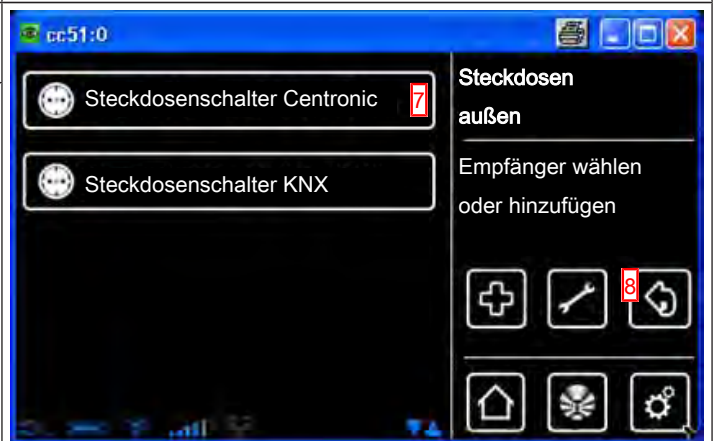 cc51:0
Steckdosenschalter Centronic 7
Steckdosenschalter KNX
Steckdosen
außen
Empfänger wählen
oder hinzufügen
8